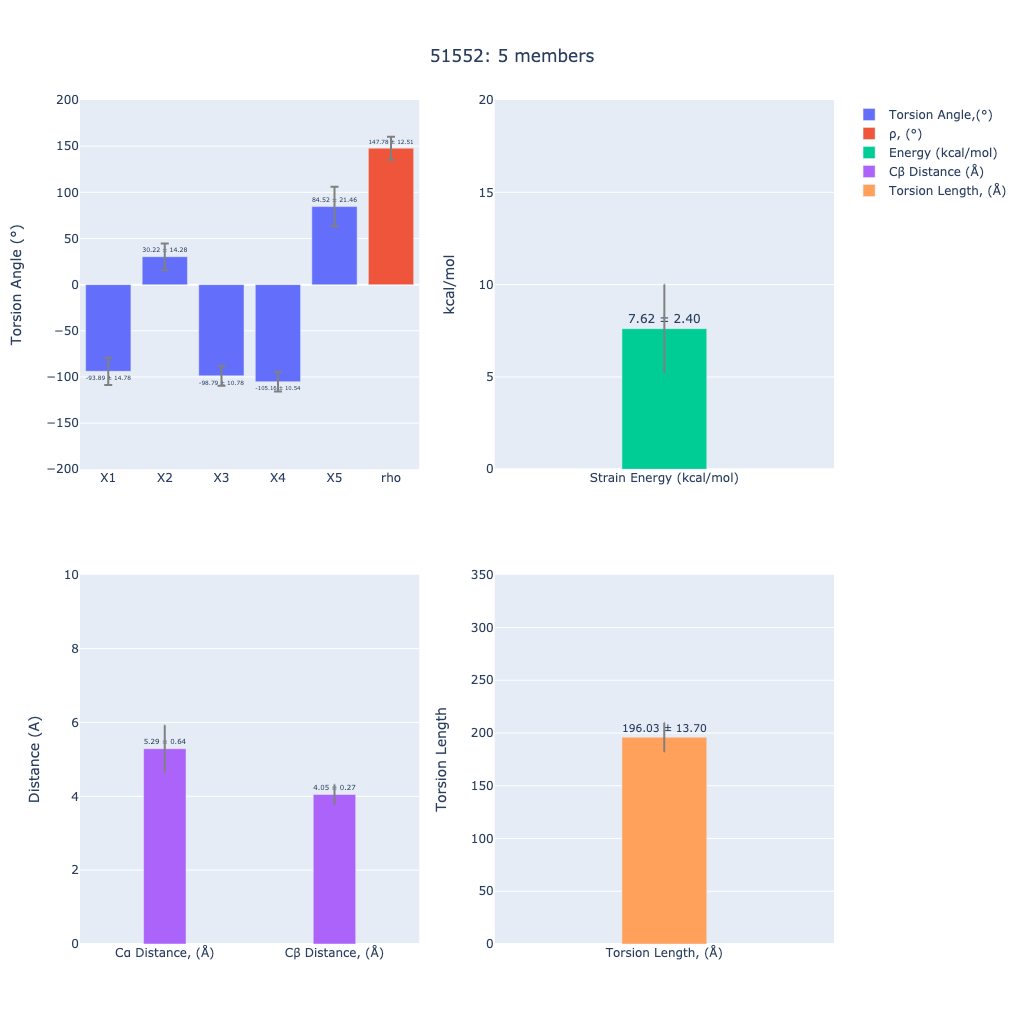 51552: 5 members
Torsion Angle (°)
200
150
100
50
0
−50
−100
−150
−200
-93.89 ± 14.78
30.22 ± 14.28
-98.79 ± 10.78
-105.16 ± 10.54
84.52 ± 21.46
147.78 ± 12.51
X1 X2 X3 X4 X5 rho
kcal/mol
20
15
10
5
0
7.62 ± 2.40
Strain Energy (kcal/mol)
Torsion Angle,(°)
ρ, (°)
Energy (kcal/mol)
Cβ Distance (Å)
Torsion Length, (Å)
Distance (A)
10
8
6
4
2
0
5.29 ± 0.64
4.05 ± 0.27
Cα Distance, (Å) Cβ Distance, (Å)
Torsion Length
350
300
250
200
150
100
50
0
196.03 ± 13.70
Torsion Length, (Å)